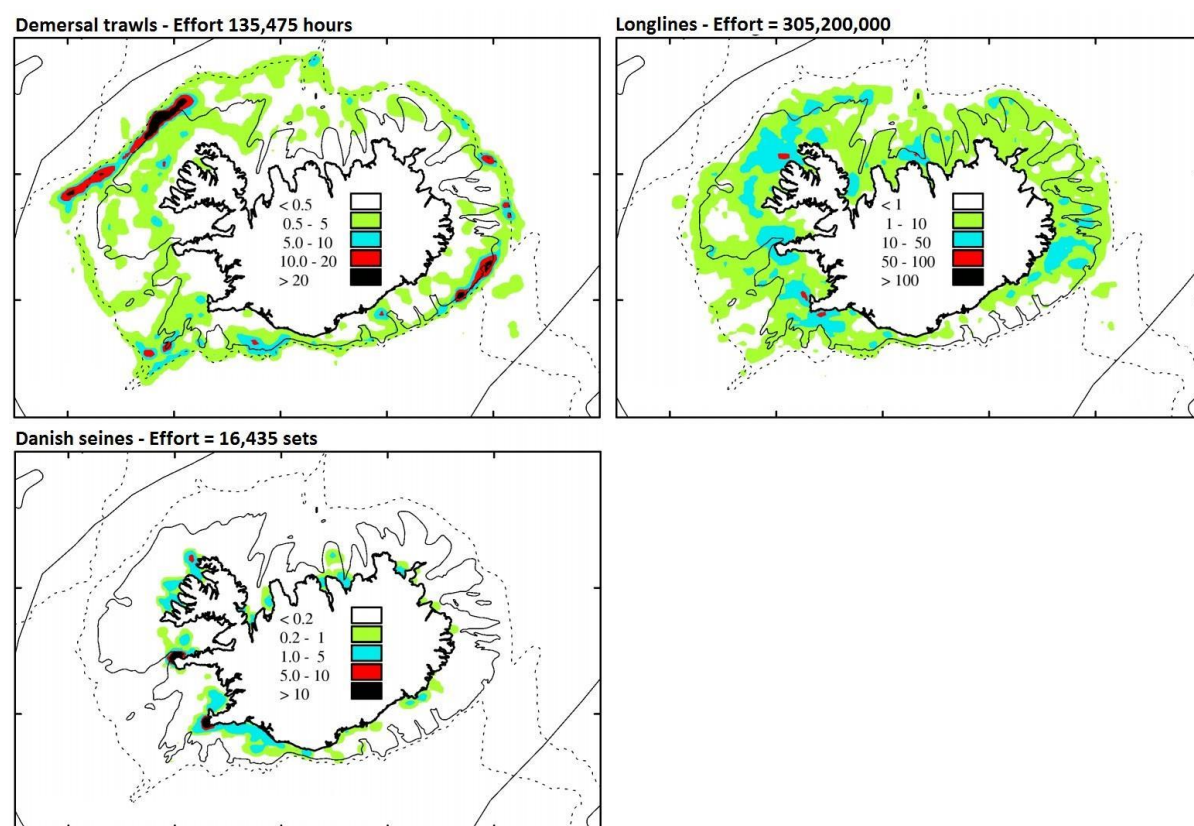 Demersal trawls - Effort 135,475 hours
< 0.5
0.5 - 5
5.0 - 10
10.0 - 20
> 20
Longlines - Effort = 305,200,000
< 1
1 - 10
10 - 50
50 - 100
> 100
Danish seines - Effort = 16,435 sets
< 0.2
0.2 - 1
1.0 - 5
5.0 - 10
> 10